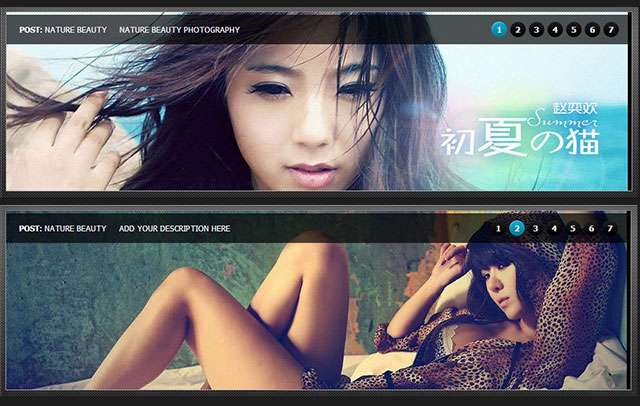 POST: NATURE BEAUTY NATURE BEAUTY PHOTOGRAPHY 1 2 3 4 5 6 7
赵奕欢
Summer
初夏の猫
POST: NATURE BEAUTY ADD YOUR DESCRIPTION HERE 1 2 3 4 5 6 7